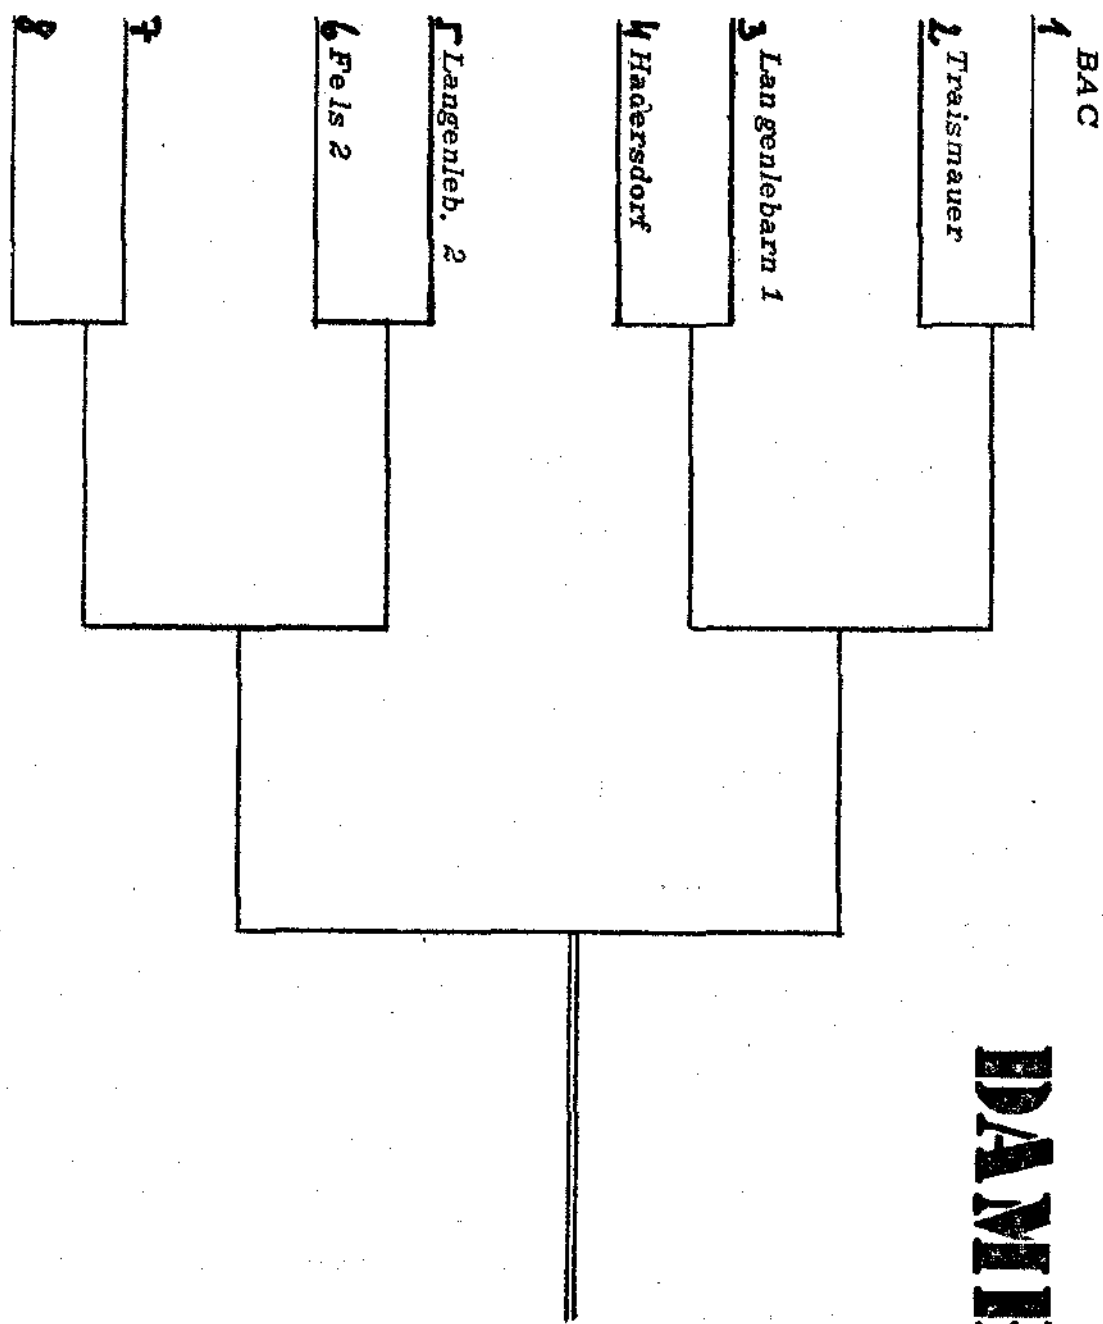 DAM
1 BAC
2 Traismauer
3 Langenlebarn 1
4 Hadersdorf
5 Langenleb. 2
6 Fels 2
7
8